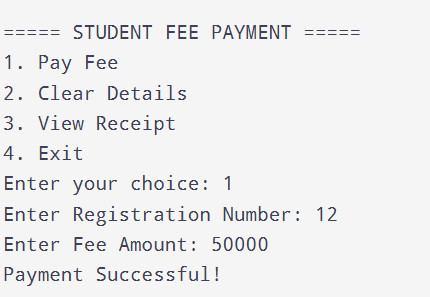 ===== STUDENT FEE PAYMENT =====
1. Pay Fee
2. Clear Details
3. View Receipt
4. Exit
Enter your choice: 1
Enter Registration Number: 12
Enter Fee Amount: 50000
Payment Successful!